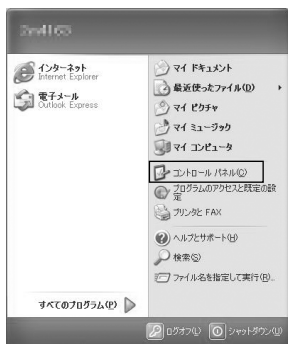 インターネット
Internet Explorer
電子メール
Outlook Express
すべてのプログラム(P)
マイ ドキュメント
最近使ったファイル(D)
マイ ピクチャ
マイ ミュージック
マイ コンピュータ
コントロール パネル(C)
プログラムのアクセスと既定の設
定
プリンタと FAX
ヘルプとサポート(H)
検索(S)
ファイル名を指定して実行(R)...
ログオフ(L)
シャットダウン(U)